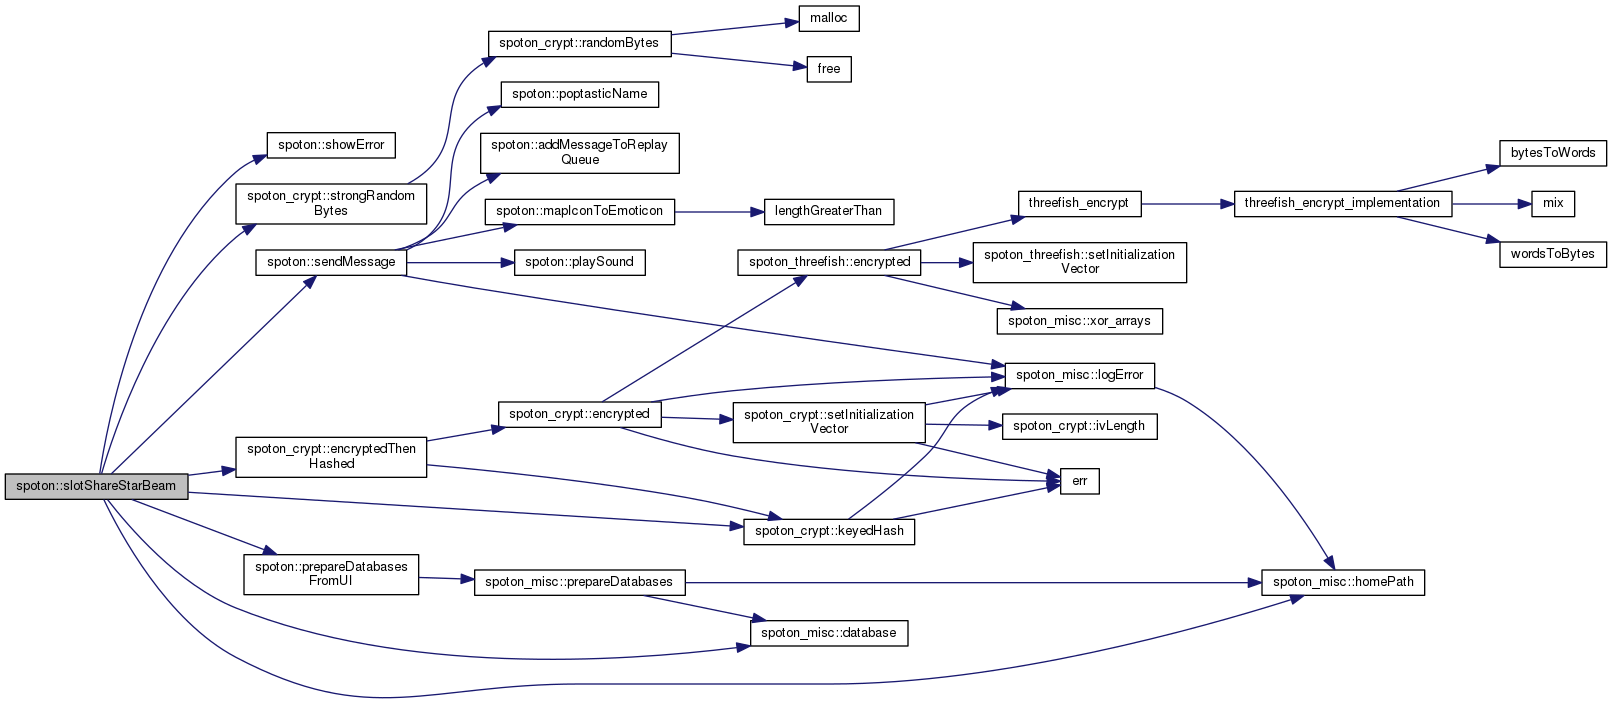 malloc
spoton_crypt::randomBytes
free
spoton::poptasticName
spoton::showError
spoton::addMessageToReplay
Queue
bytesToWords
spoton_crypt::strongRandom
Bytes
spoton::mapIconToEmoticon
lengthGreaterThan
threefish_encrypt
threefish_encrypt_implementation
mix
spoton::sendMessage
spoton::playSound
spoton_threefish::encrypted
spoton_threefish::setInitialization
Vector
wordsToBytes
spoton_misc::xor_arrays
spoton_misc::logError
spoton_crypt::encrypted
spoton_crypt::setInitialization
Vector
spoton_crypt::ivLength
spoton_crypt::encryptedThen
Hashed
spoton::slotShareStarBeam
err
spoton_crypt::keyedHash
spoton::prepareDatabases
FromUI
spoton_misc::prepareDatabases
spoton_misc::homePath
spoton_misc::database